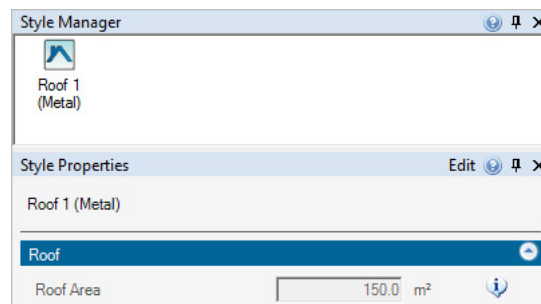 Style Manager
Roof 1
(Metal)
Style Properties Edit
Roof 1 (Metal)
Roof
Roof Area 150.0 m²